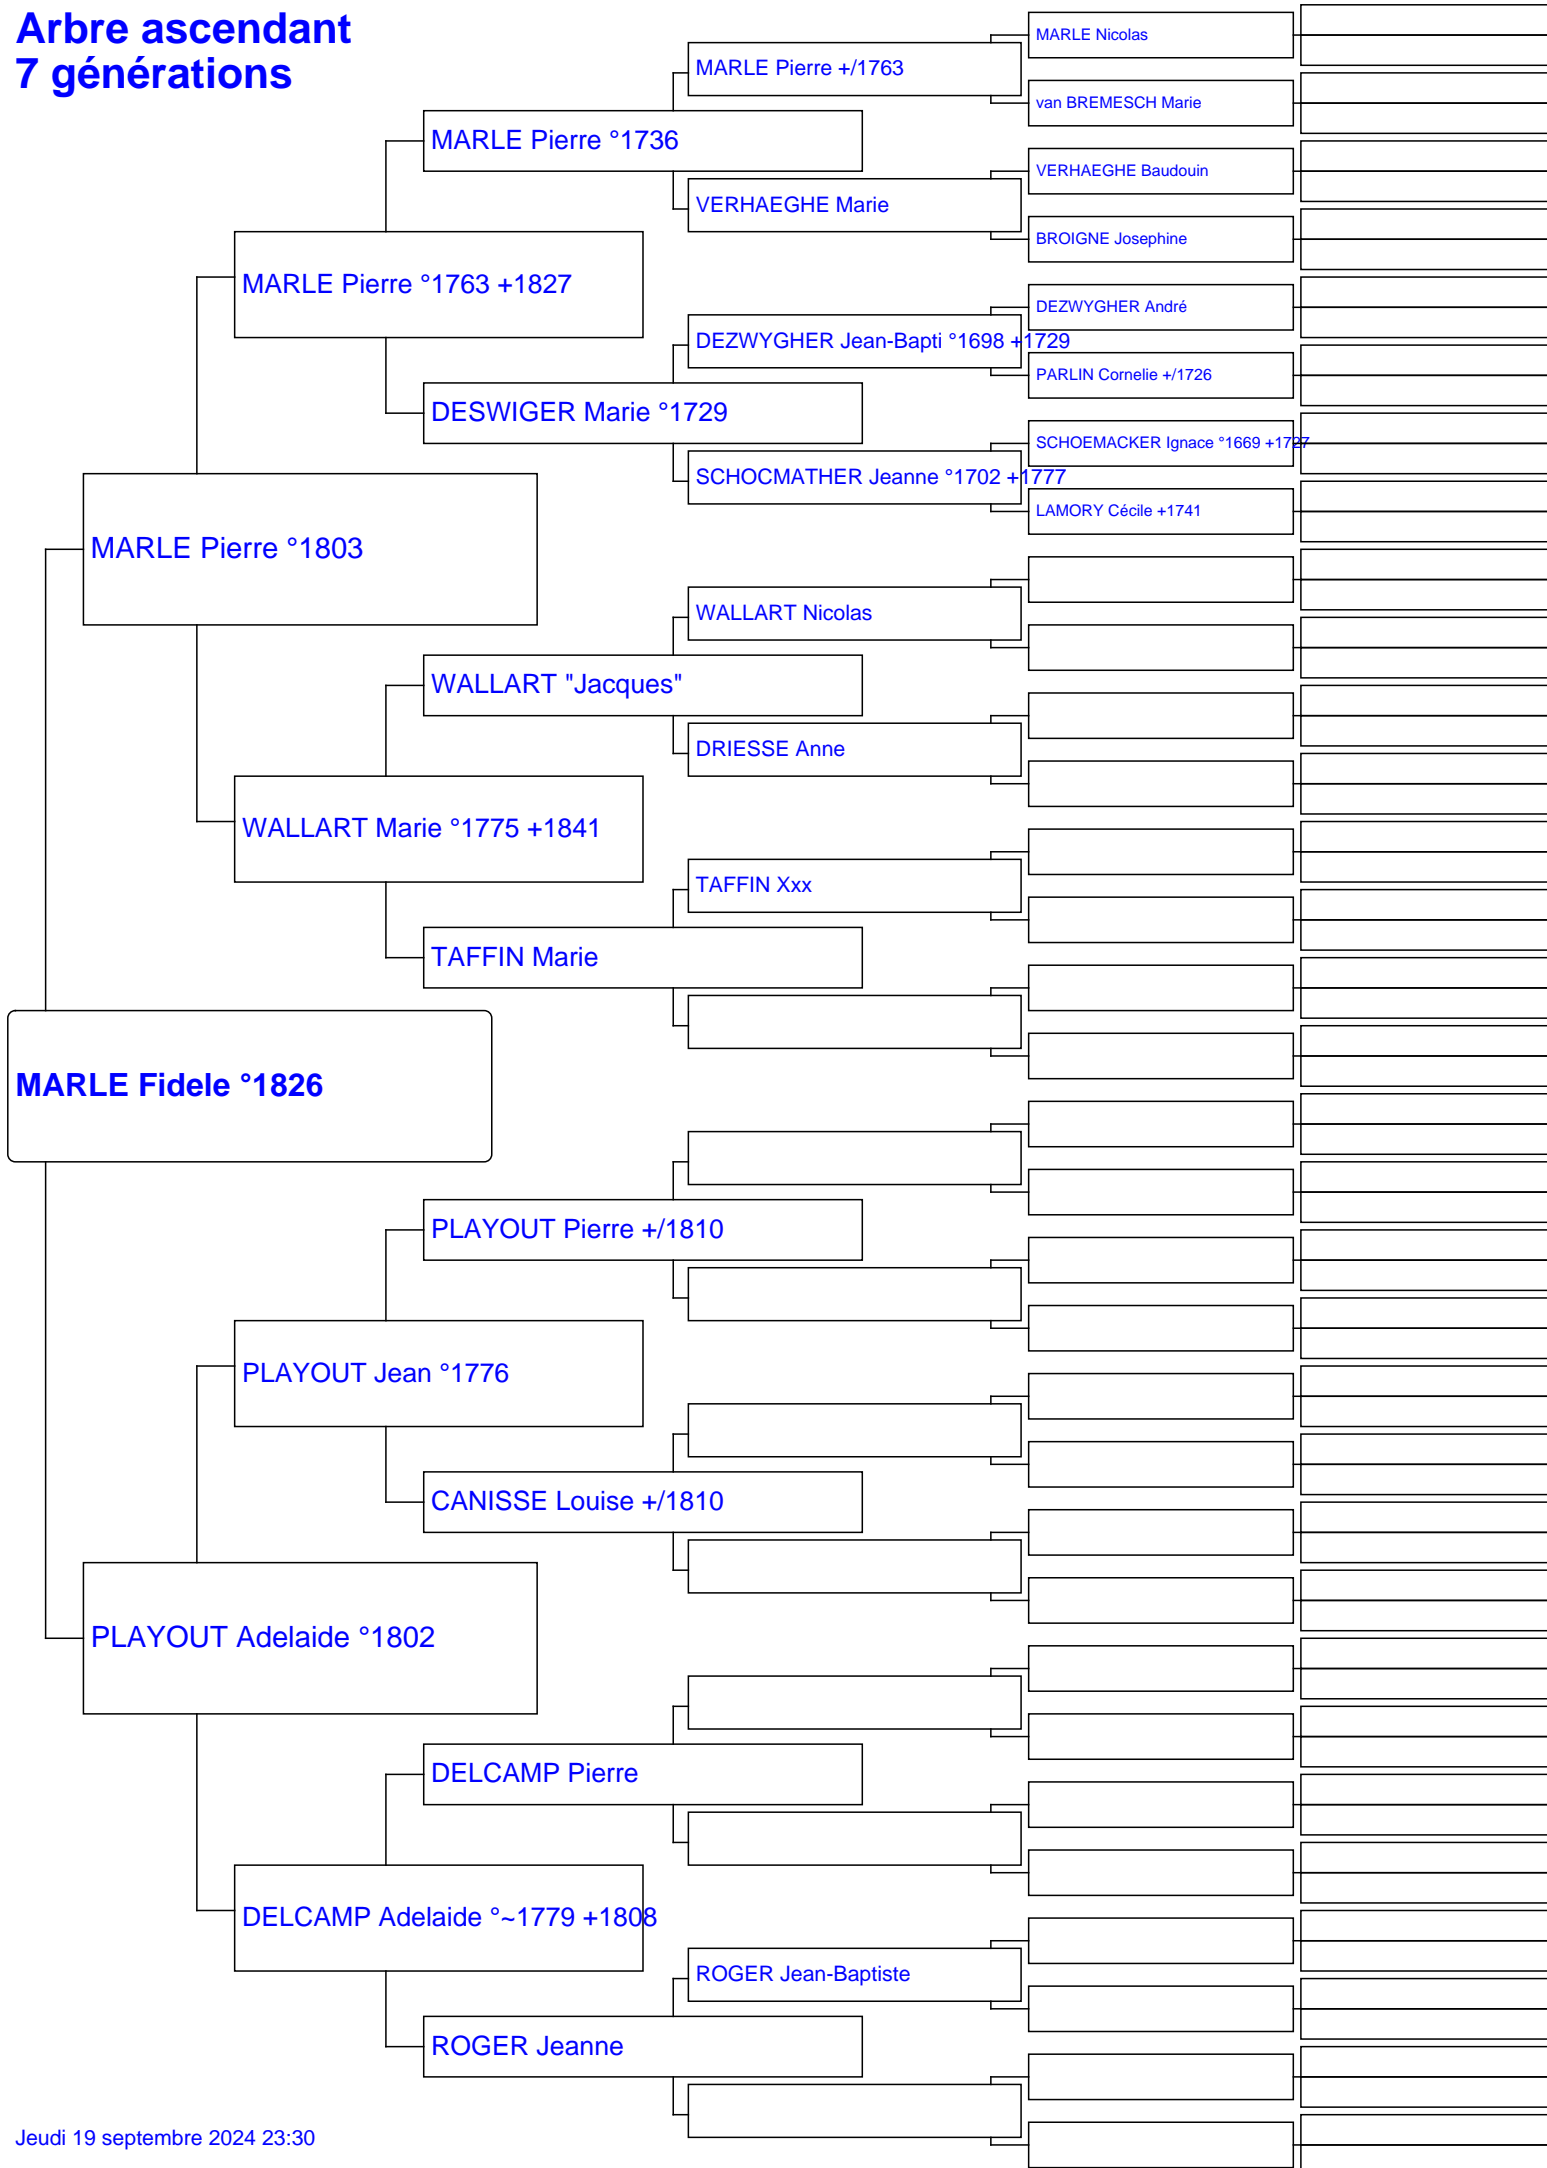 Arbre ascendant
7 générations
MARLE Nicolas
MARLE Pierre +/1763
van BREMESCH Marie
MARLE Pierre °1736
VERHAEGHE Baudouin
VERHAEGHE Marie
BROIGNE Josephine
MARLE Pierre °1763 +1827
DEZWYGHER André
DEZWYGHER Jean-Bapti °1698 +1729
PARLIN Cornelie +/1726
DESWIGER Marie °1729
SCHOEMACKER Ignace °1669 +1727
SCHOCMATHER Jeanne °1702 +1777
LAMORY Cécile +1741
MARLE Pierre °1803
WALLART Nicolas
WALLART "Jacques"
DRIESSE Anne
WALLART Marie °1775 +1841
TAFFIN Xxx
TAFFIN Marie
MARLE Fidele °1826
PLAYOUT Pierre +/1810
PLAYOUT Jean °1776
CANISSE Louise +/1810
PLAYOUT Adelaide °1802
DELCAMP Pierre
DELCAMP Adelaide °~1779 +1808
ROGER Jean-Baptiste
ROGER Jeanne
Jeudi 19 septembre 2024 23:30